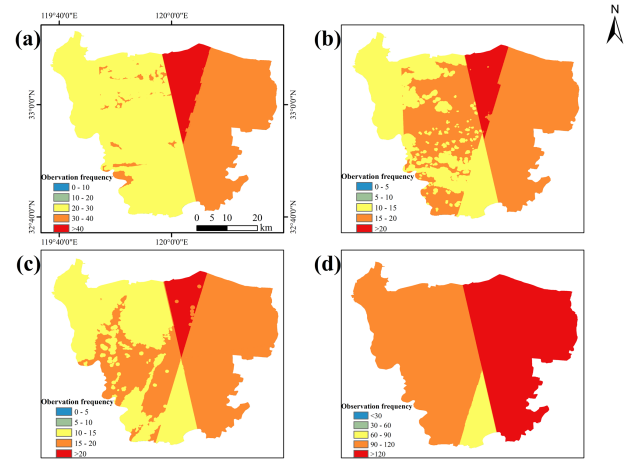 119°40'0"E 120°0'0"E
N
(a)
33°0'0"N
32°40'0"N
Obervation frequency
0 - 10
10 - 20
20 - 30
30 - 40
>40
0 5 10 20
km
119°40'0"E 120°0'0"E
33°0'0"N
32°40'0"N
(b)
Obervation frequency
0 - 5
5 - 10
10 - 15
15 - 20
>20
(c)
Obervation frequency
0 - 5
5 - 10
10 - 15
15 - 20
>20
(d)
Observation frequency
<30
30 - 60
60 - 90
90 - 120
>120